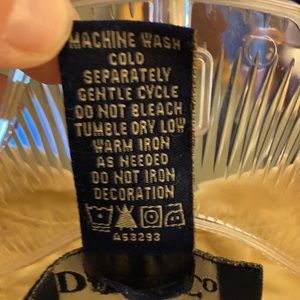 MACHINE WASH
COLD
SEPARATELY
GENTLE CYCLE
DO NOT BLEACH
TUMBLE DRY LOW
WARM IRON
AS NEEDED
DO NOT IRON
DECORATION
AS3293